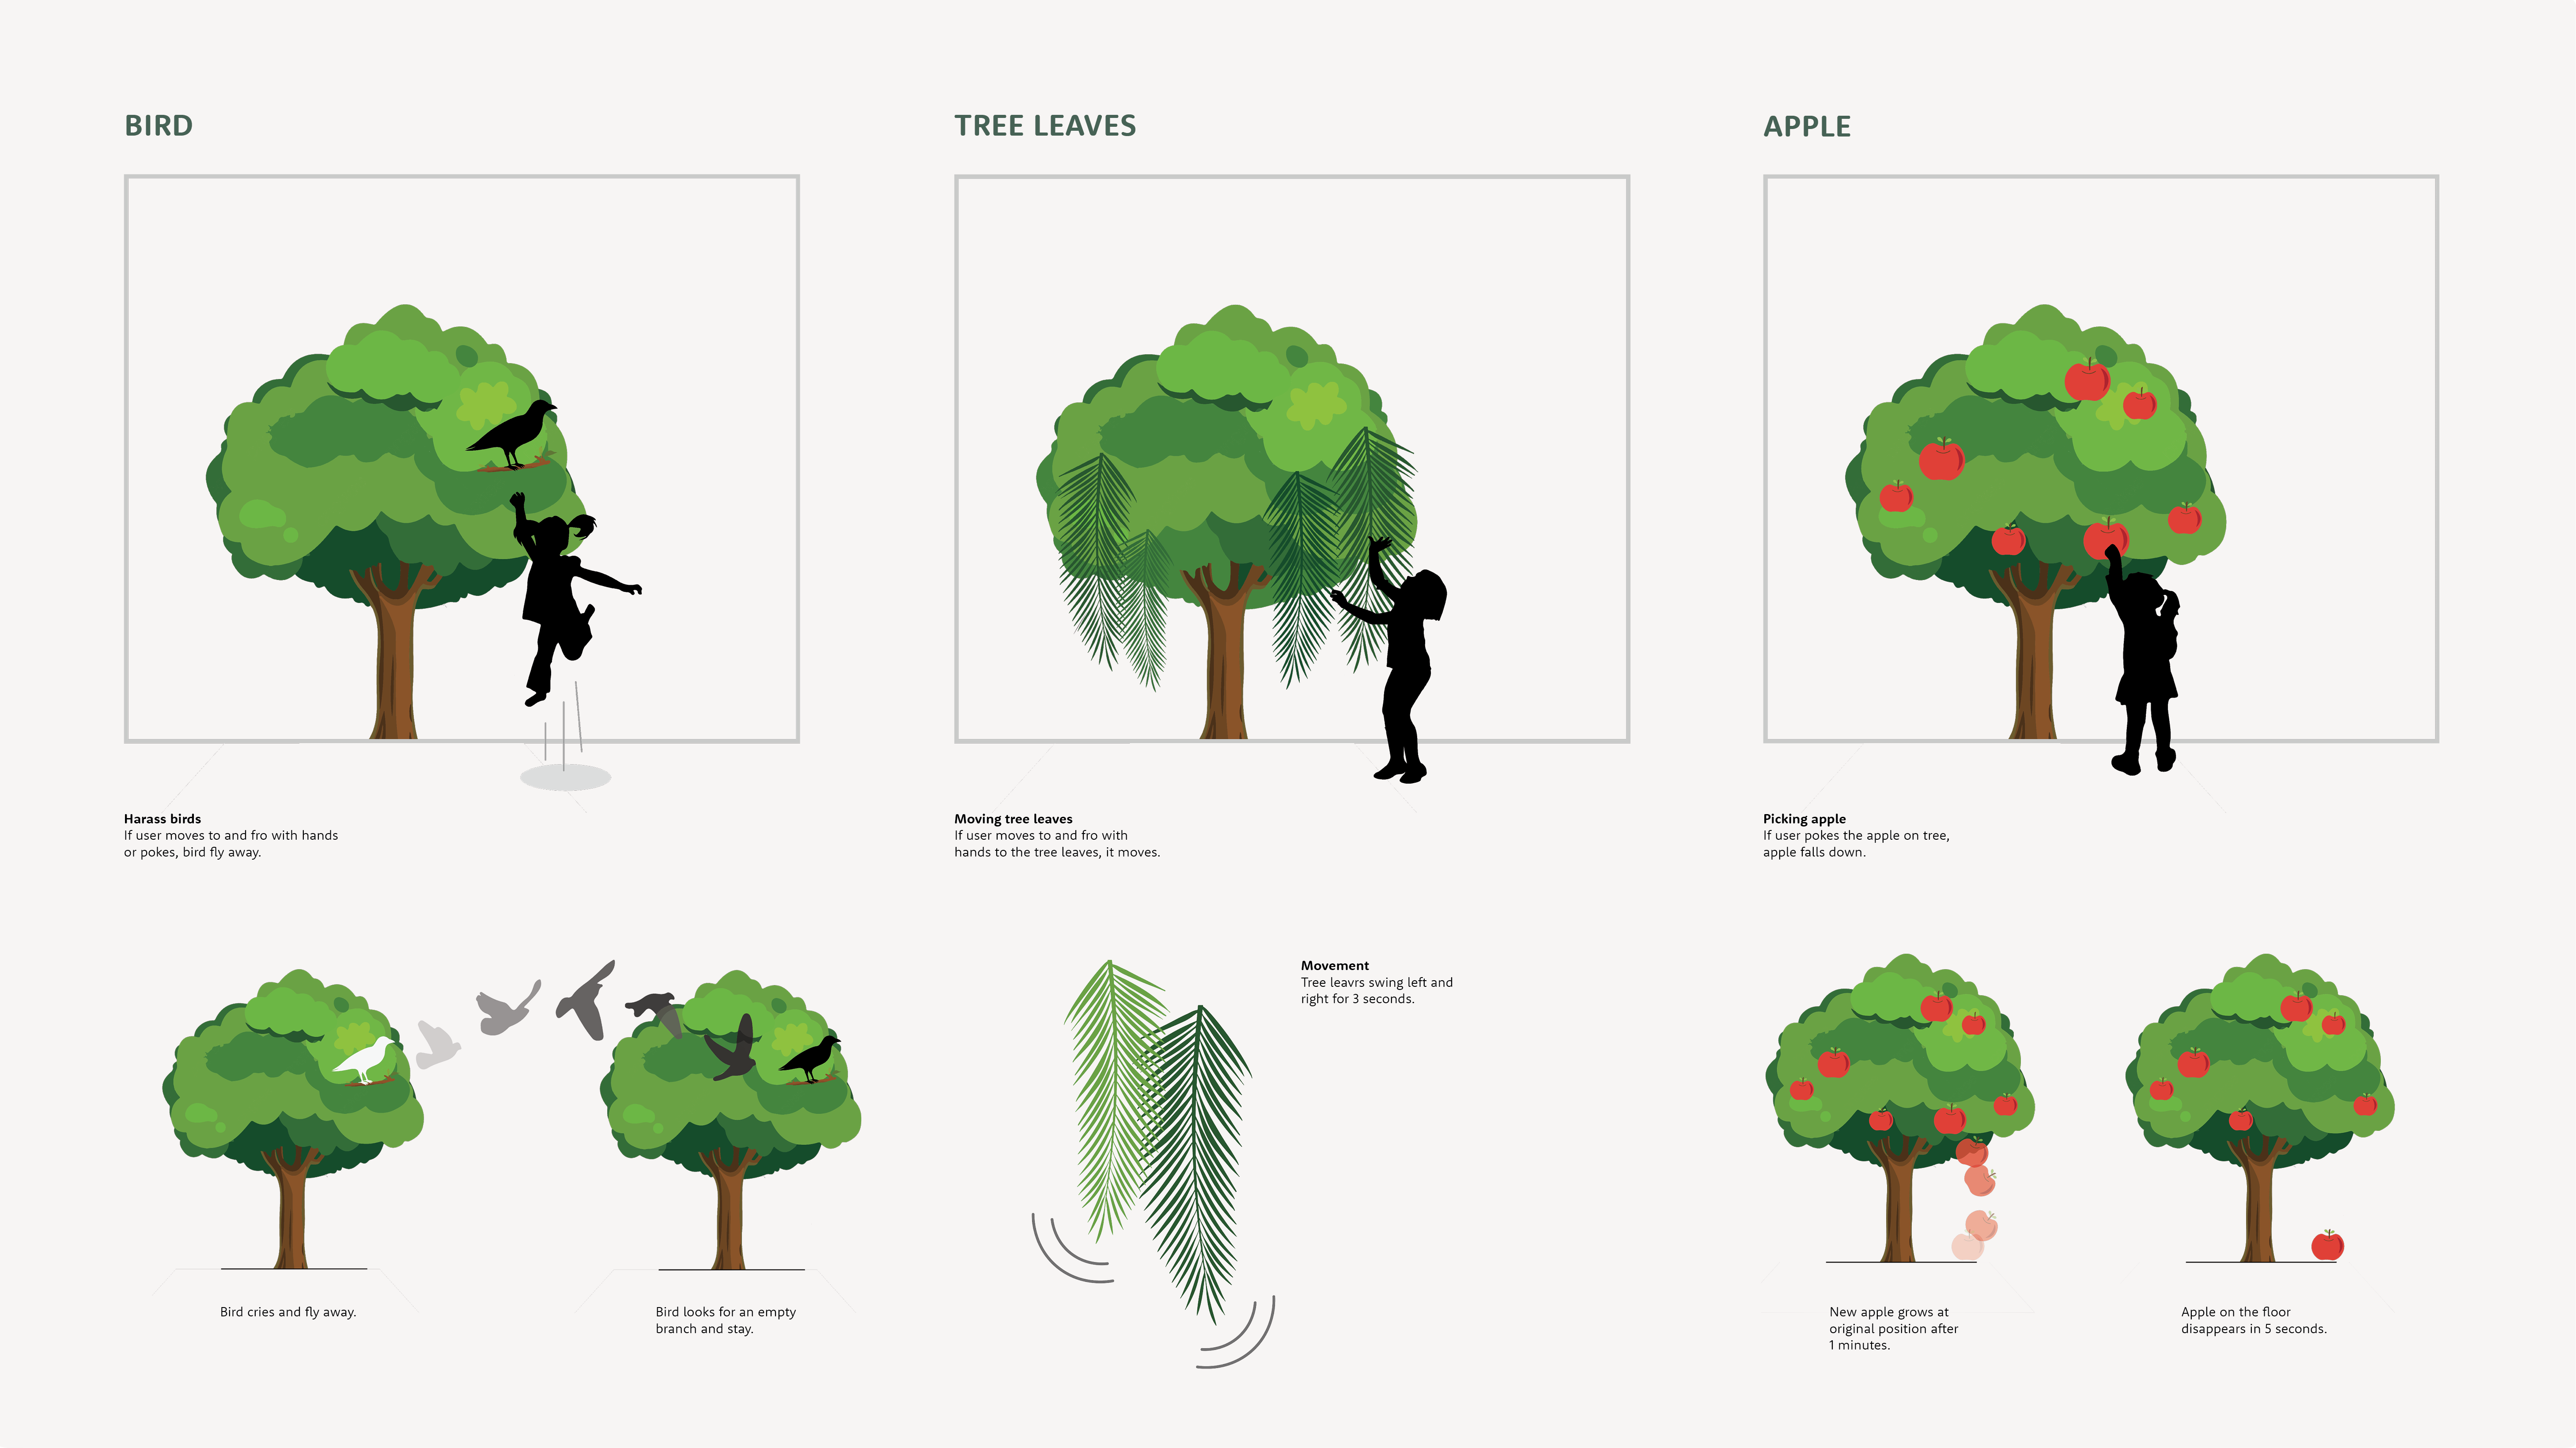 BIRD
TREE LEAVES
APPLE
Harass birds
If user moves to and fro with hands
or pokes, bird fly away.
Moving tree leaves
If user moves to and fro with
hands to the tree leaves, it moves.
Picking apple
If user pokes the apple on tree,
apple falls down.
Movement
Tree leavrs swing left and
right for 3 seconds.
Bird cries and fly away.
Bird looks for an empty
branch and stay.
New apple grows at
original position after
1 minutes.
Apple on the floor
disappears in 5 seconds.